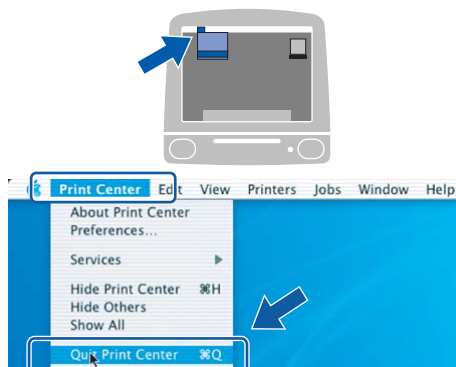 Print Center Edit View Printers Jobs Window Help
About Print Center
Preferences...
Services
Hide Print Center ⌘H
Hide Others
Show All
Quit Print Center ⌘Q